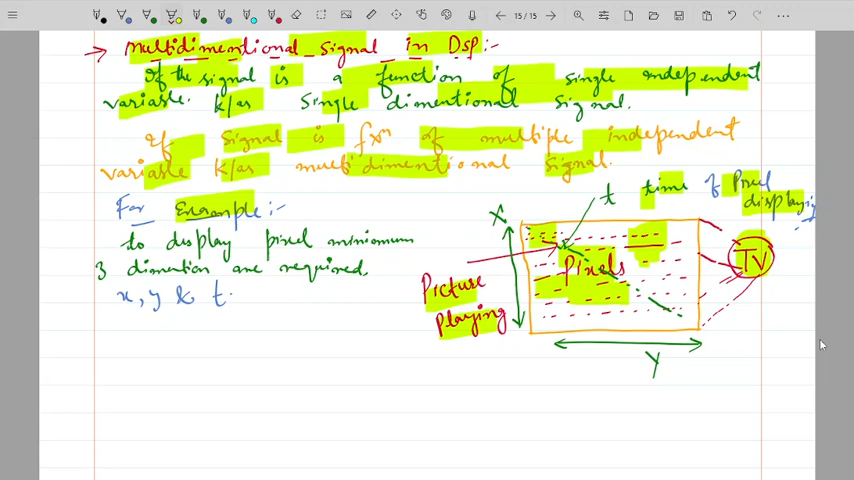 15 / 15
→ Multidimentional signal in DSP:-
If the signal is a function of single independent
variable. k/as single dimentional signal.
If signal is fxⁿ of multiple independent
variable k/as multidimentional signal.
For Example:-
to display pixel minimum
3 dimention are required.
x, y & t.
t time of Pixel
displaying
X
Pixels
TV
Picture
Playing
Y